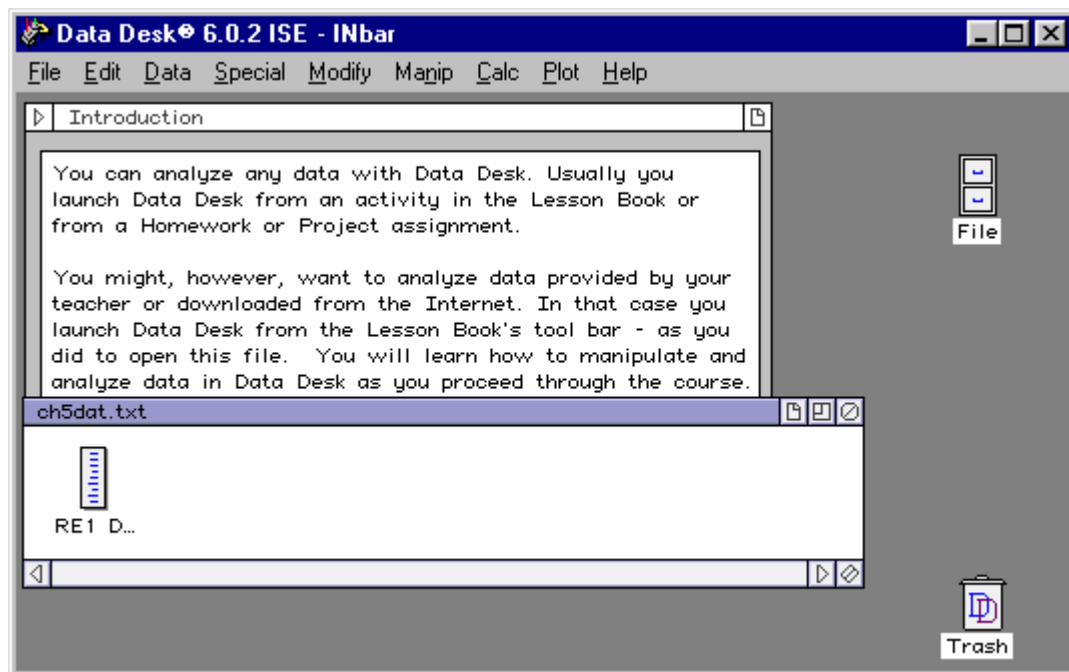 Data Desk® 6.0.2 ISE - INbar
File Edit Data Special Modify Manip Calc Plot Help
Introduction
You can analyze any data with Data Desk. Usually you
launch Data Desk from an activity in the Lesson Book or
from a Homework or Project assignment.
You might, however, want to analyze data provided by your
teacher or downloaded from the Internet. In that case you
launch Data Desk from the Lesson Book's tool bar - as you
did to open this file. You will learn how to manipulate and
analyze data in Data Desk as you proceed through the course.
File
ch5dat.txt
RE1 D...
DD
Trash